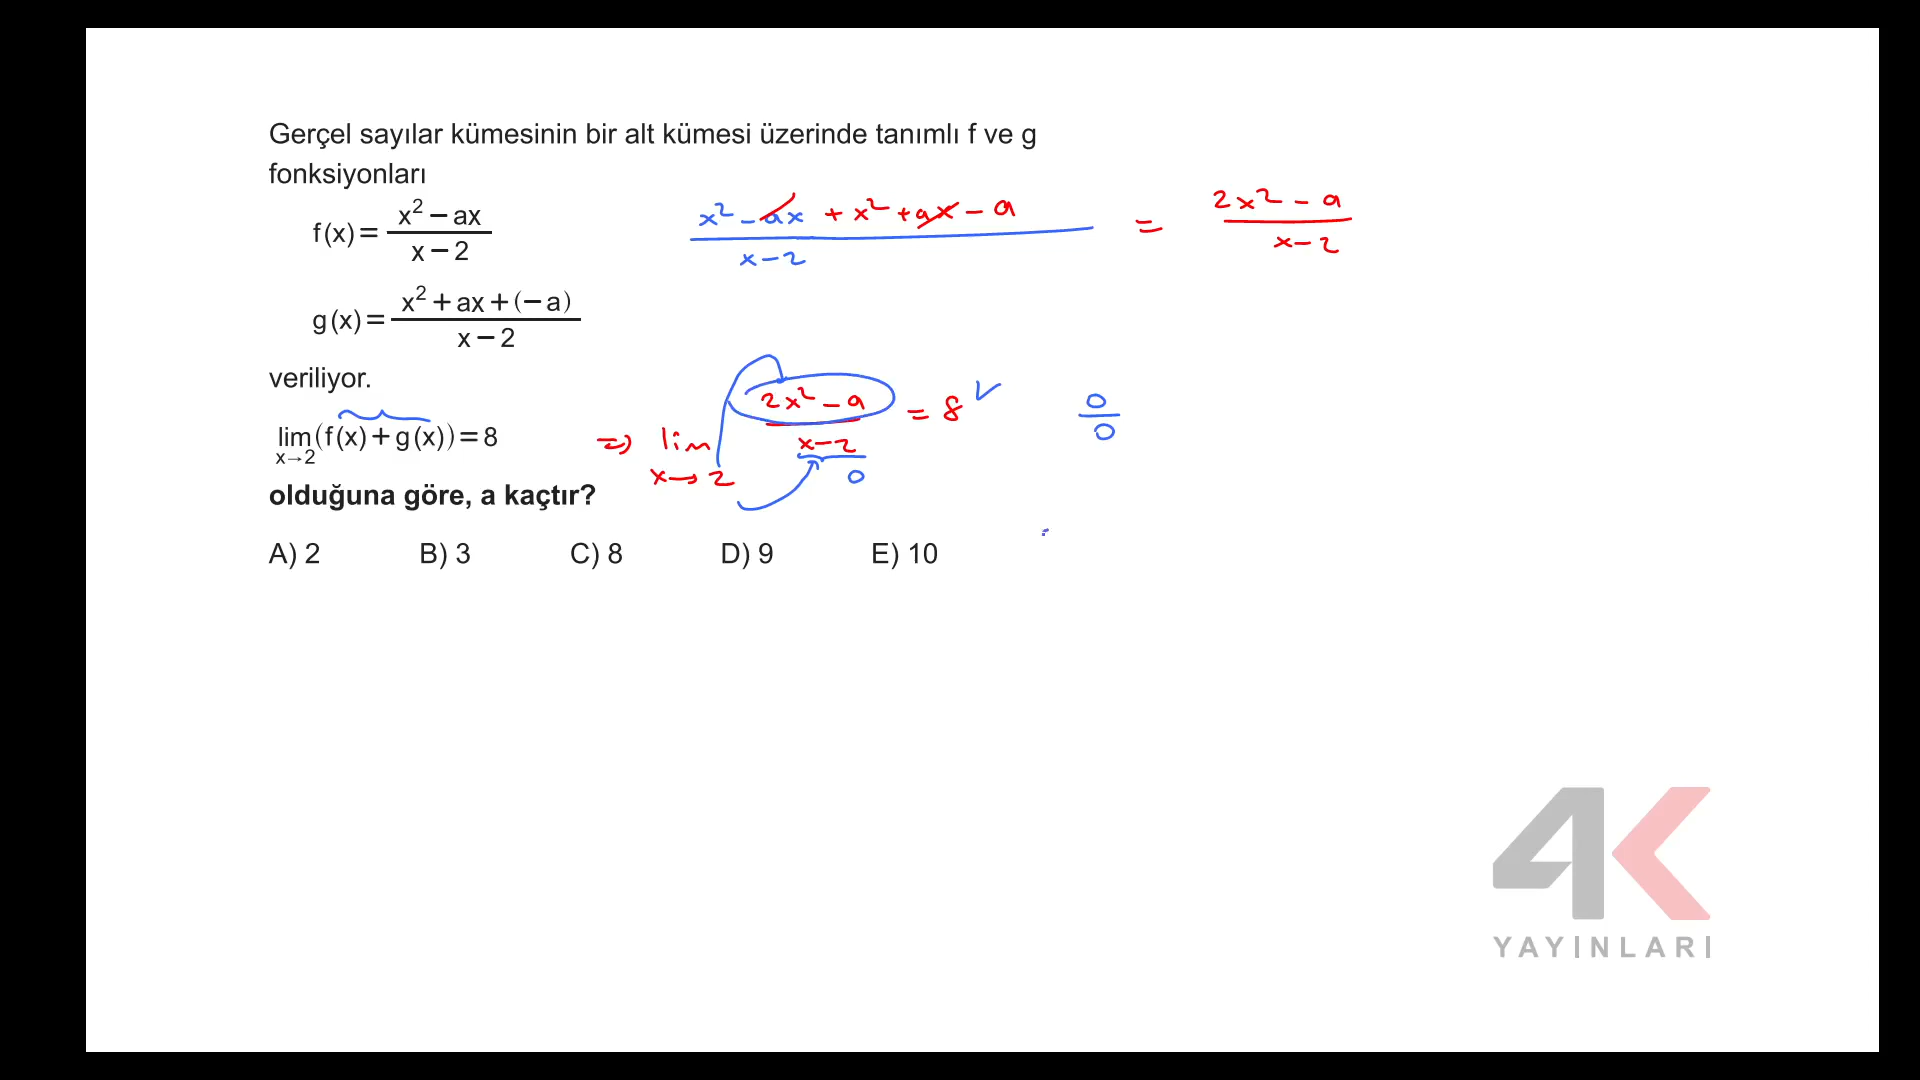 Gerçel sayılar kümesinin bir alt kümesi üzerinde tanımlı f ve g
fonksiyonları
f(x) = (x² − ax)/(x − 2)
(x² − ax + x² + ax − a)/(x − 2) = (2x² − a)/(x − 2)
g(x) = (x² + ax + (−a))/(x − 2)
veriliyor.
lim x→2 (f(x) + g(x)) = 8
⇒ lim x→2 (2x² − a)/(x − 2) = 8 ✓
0
0/0
olduğuna göre, a kaçtır?
A) 2 B) 3 C) 8 D) 9 E) 10
4K
YAYINLARI